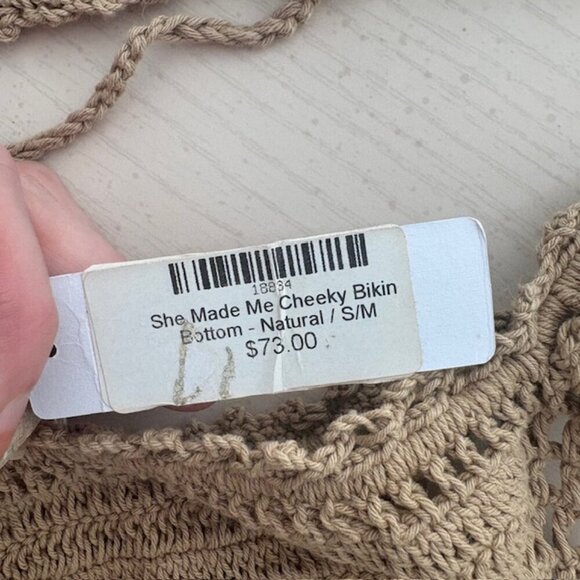 18834
She Made Me Cheeky Bikin
Bottom - Natural / S/M
$73.00